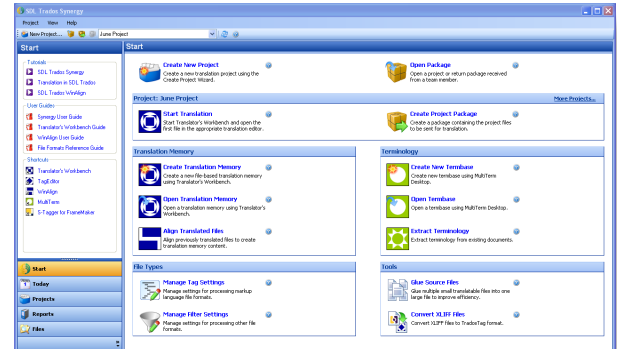 SDL Trados Synergy
Project View Help
New Project... June Project
Start
Tutorials
SDL Trados Synergy
Translation in SDL Trados
SDL Trados WinAlign
User Guides
Synergy User Guide
Translator's Workbench Guide
WinAlign User Guide
File Formats Reference Guide
Shortcuts
Translator's Workbench
TagEditor
WinAlign
MultiTerm
S-Tagger for FrameMaker
Start
1 Today
Projects
Reports
Files
Start
Create New Project
Create a new translation project using the
Create Project Wizard.
Open Package
Open a project or return package received
from a team member.
Project: June Project
More Projects...
Start Translation
Start Translator's Workbench and open the
first file in the appropriate translation editor.
Create Project Package
Create a package containing the project files
to be sent for translation.
Translation Memory
Create Translation Memory
Create a new file-based translation memory
using Translator's Workbench.
Open Translation Memory
Open a translation memory using Translator's
Workbench.
Align Translated Files
Align previously translated files to create
translation memory content.
Terminology
Create New Termbase
Create new termbase using MultiTerm
Desktop.
Open Termbase
Open a termbase using MultiTerm Desktop.
Extract Terminology
Extract terminology from existing documents.
File Types
Manage Tag Settings
Manage settings for processing markup
language file formats.
Manage Filter Settings
Manage settings for processing other file
formats.
Tools
Glue Source Files
Glue multiple small translatable files into one
large file to improve efficiency.
Convert XLIFF Files
Convert XLIFF files to TradosTag format.